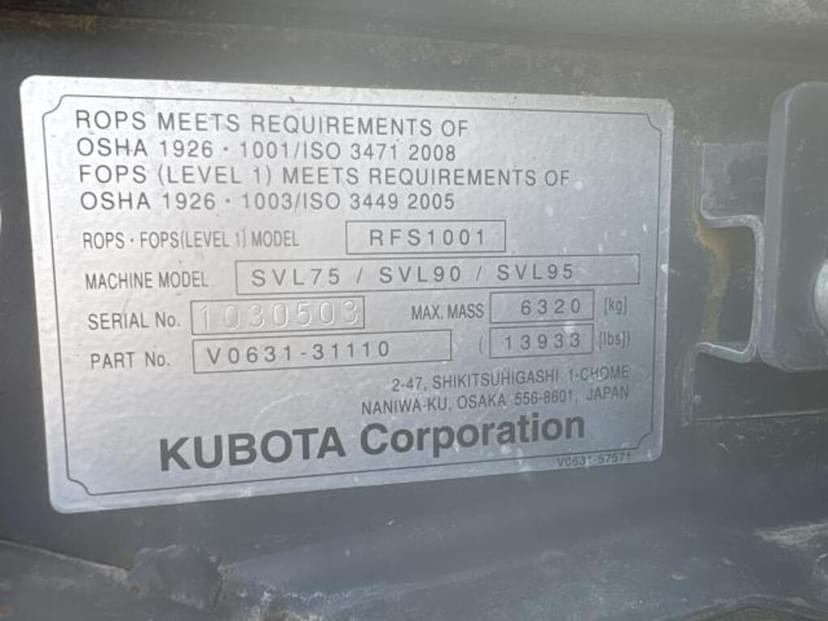 ROPS MEETS REQUIREMENTS OF
OSHA 1926・1001/ISO 3471 2008
FOPS (LEVEL 1) MEETS REQUIREMENTS OF
OSHA 1926・1003/ISO 3449 2005
ROPS・FOPS(LEVEL 1) MODEL RFS1001
MACHINE MODEL SVL75 / SVL90 / SVL95
SERIAL No. 1030503 MAX. MASS 6320 [kg]
PART No. V0631-31110 ( 13933 [lbs])
2-47, SHIKITSUHIGASHI 1-CHOME
NANIWA-KU, OSAKA 556-8601, JAPAN
KUBOTA Corporation
V0631-57571